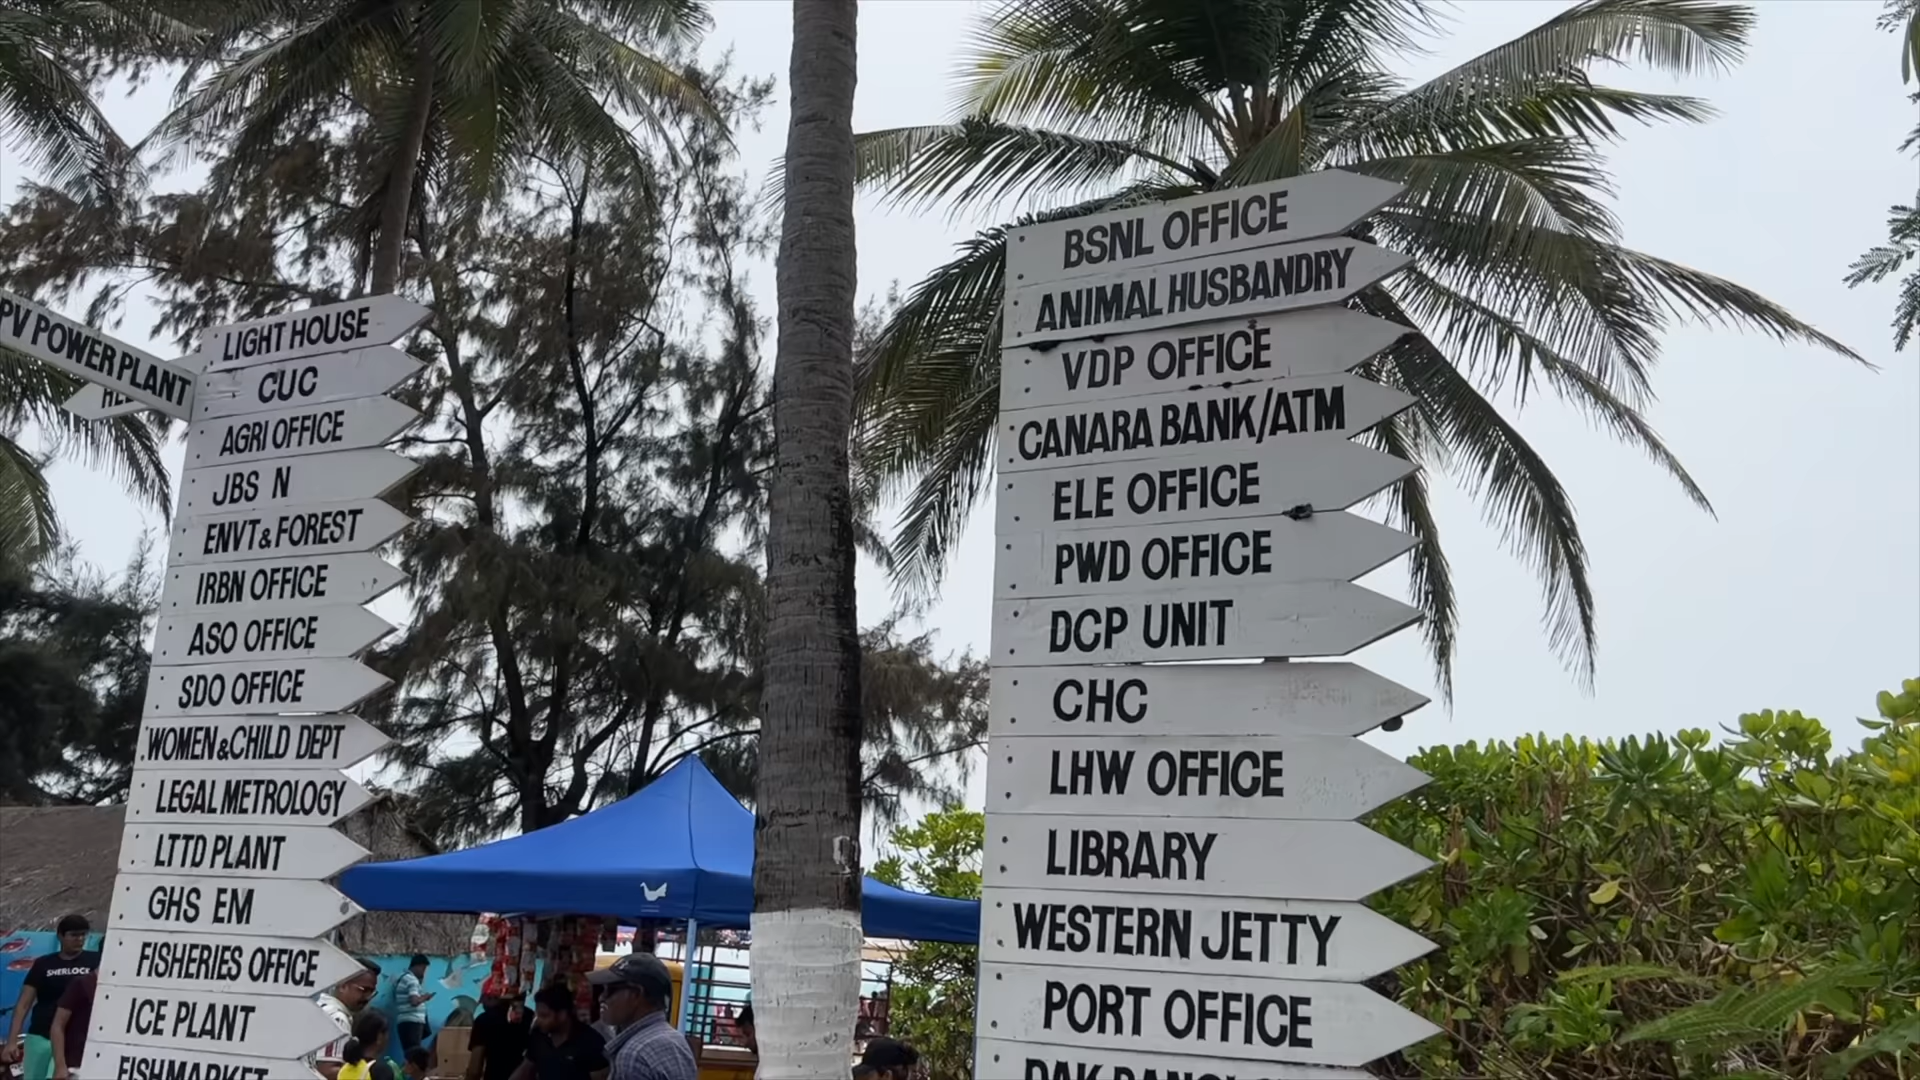 PV POWER PLANT
LIGHT HOUSE
CUC
AGRI OFFICE
JBS N
ENVT & FOREST
IRBN OFFICE
ASO OFFICE
SDO OFFICE
WOMEN & CHILD DEPT
LEGAL METROLOGY
LTTD PLANT
GHS EM
FISHERIES OFFICE
ICE PLANT
FISHMARKET
SHERLOCK
BSNL OFFICE
ANIMAL HUSBANDRY
VDP OFFICE
CANARA BANK/ATM
ELE OFFICE
PWD OFFICE
DCP UNIT
CHC
LHW OFFICE
LIBRARY
WESTERN JETTY
PORT OFFICE
DAK